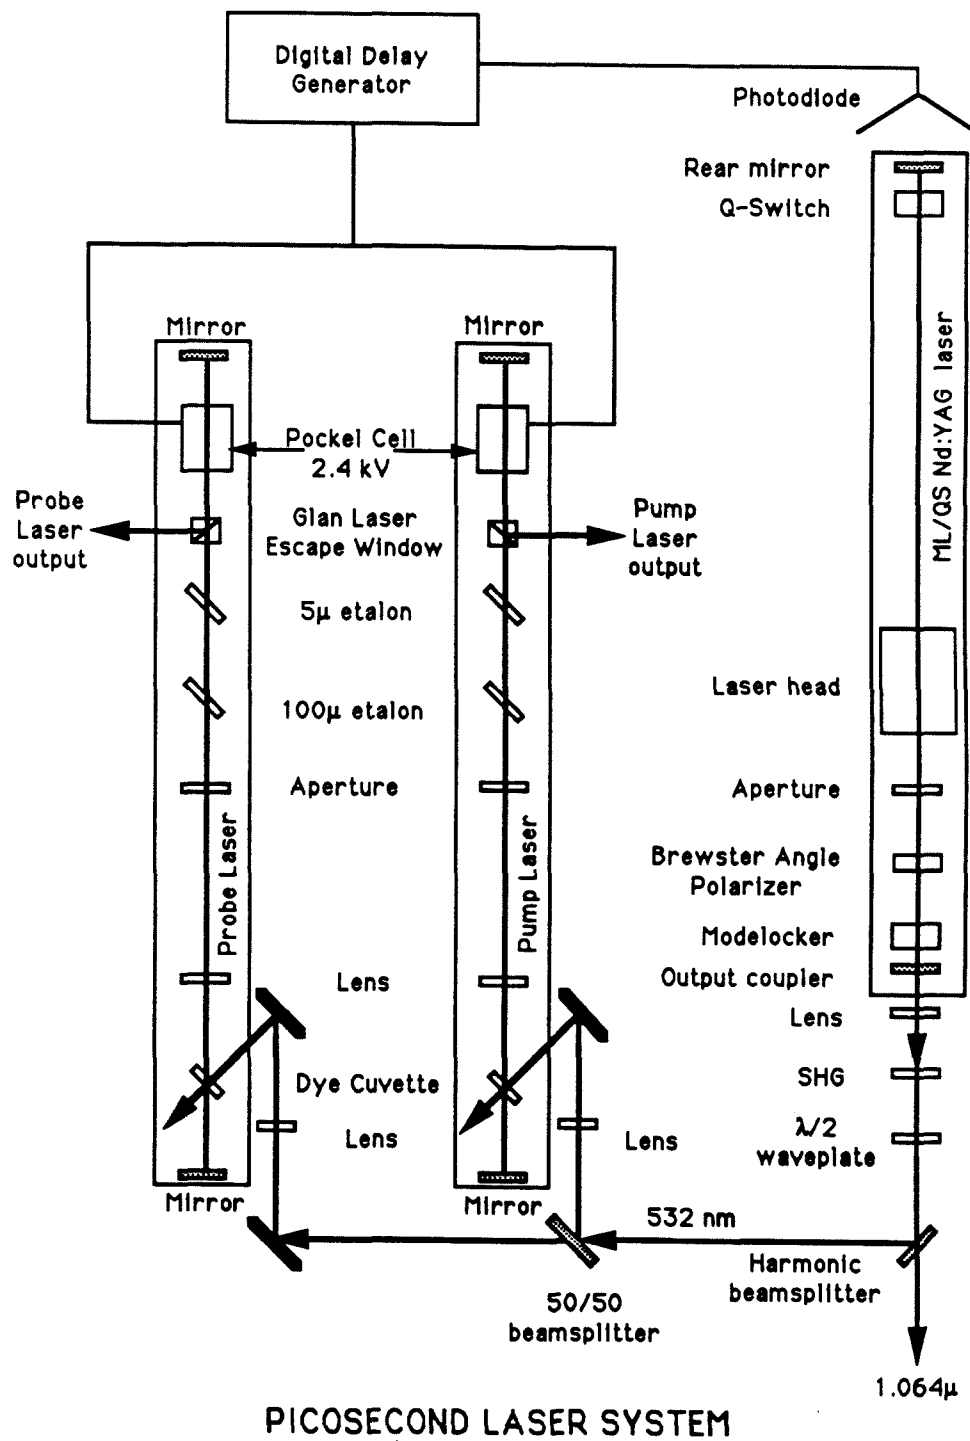 Digital Delay
Generator
Photodiode
Rear mirror
Q-Switch
ML/QS Nd:YAG laser
Mirror
Mirror
Pockel Cell
2.4 kV
Probe
Laser
output
Glan Laser
Escape Window
Pump
Laser
output
5μ etalon
100μ etalon
Laser head
Aperture
Aperture
Probe Laser
Pump Laser
Brewster Angle
Polarizer
Modelocker
Output coupler
Lens
Lens
SHG
Dye Cuvette
Lens
Lens
λ/2
waveplate
Mirror
Mirror
532 nm
Harmonic
beamsplitter
50/50
beamsplitter
1.064μ
PICOSECOND LASER SYSTEM